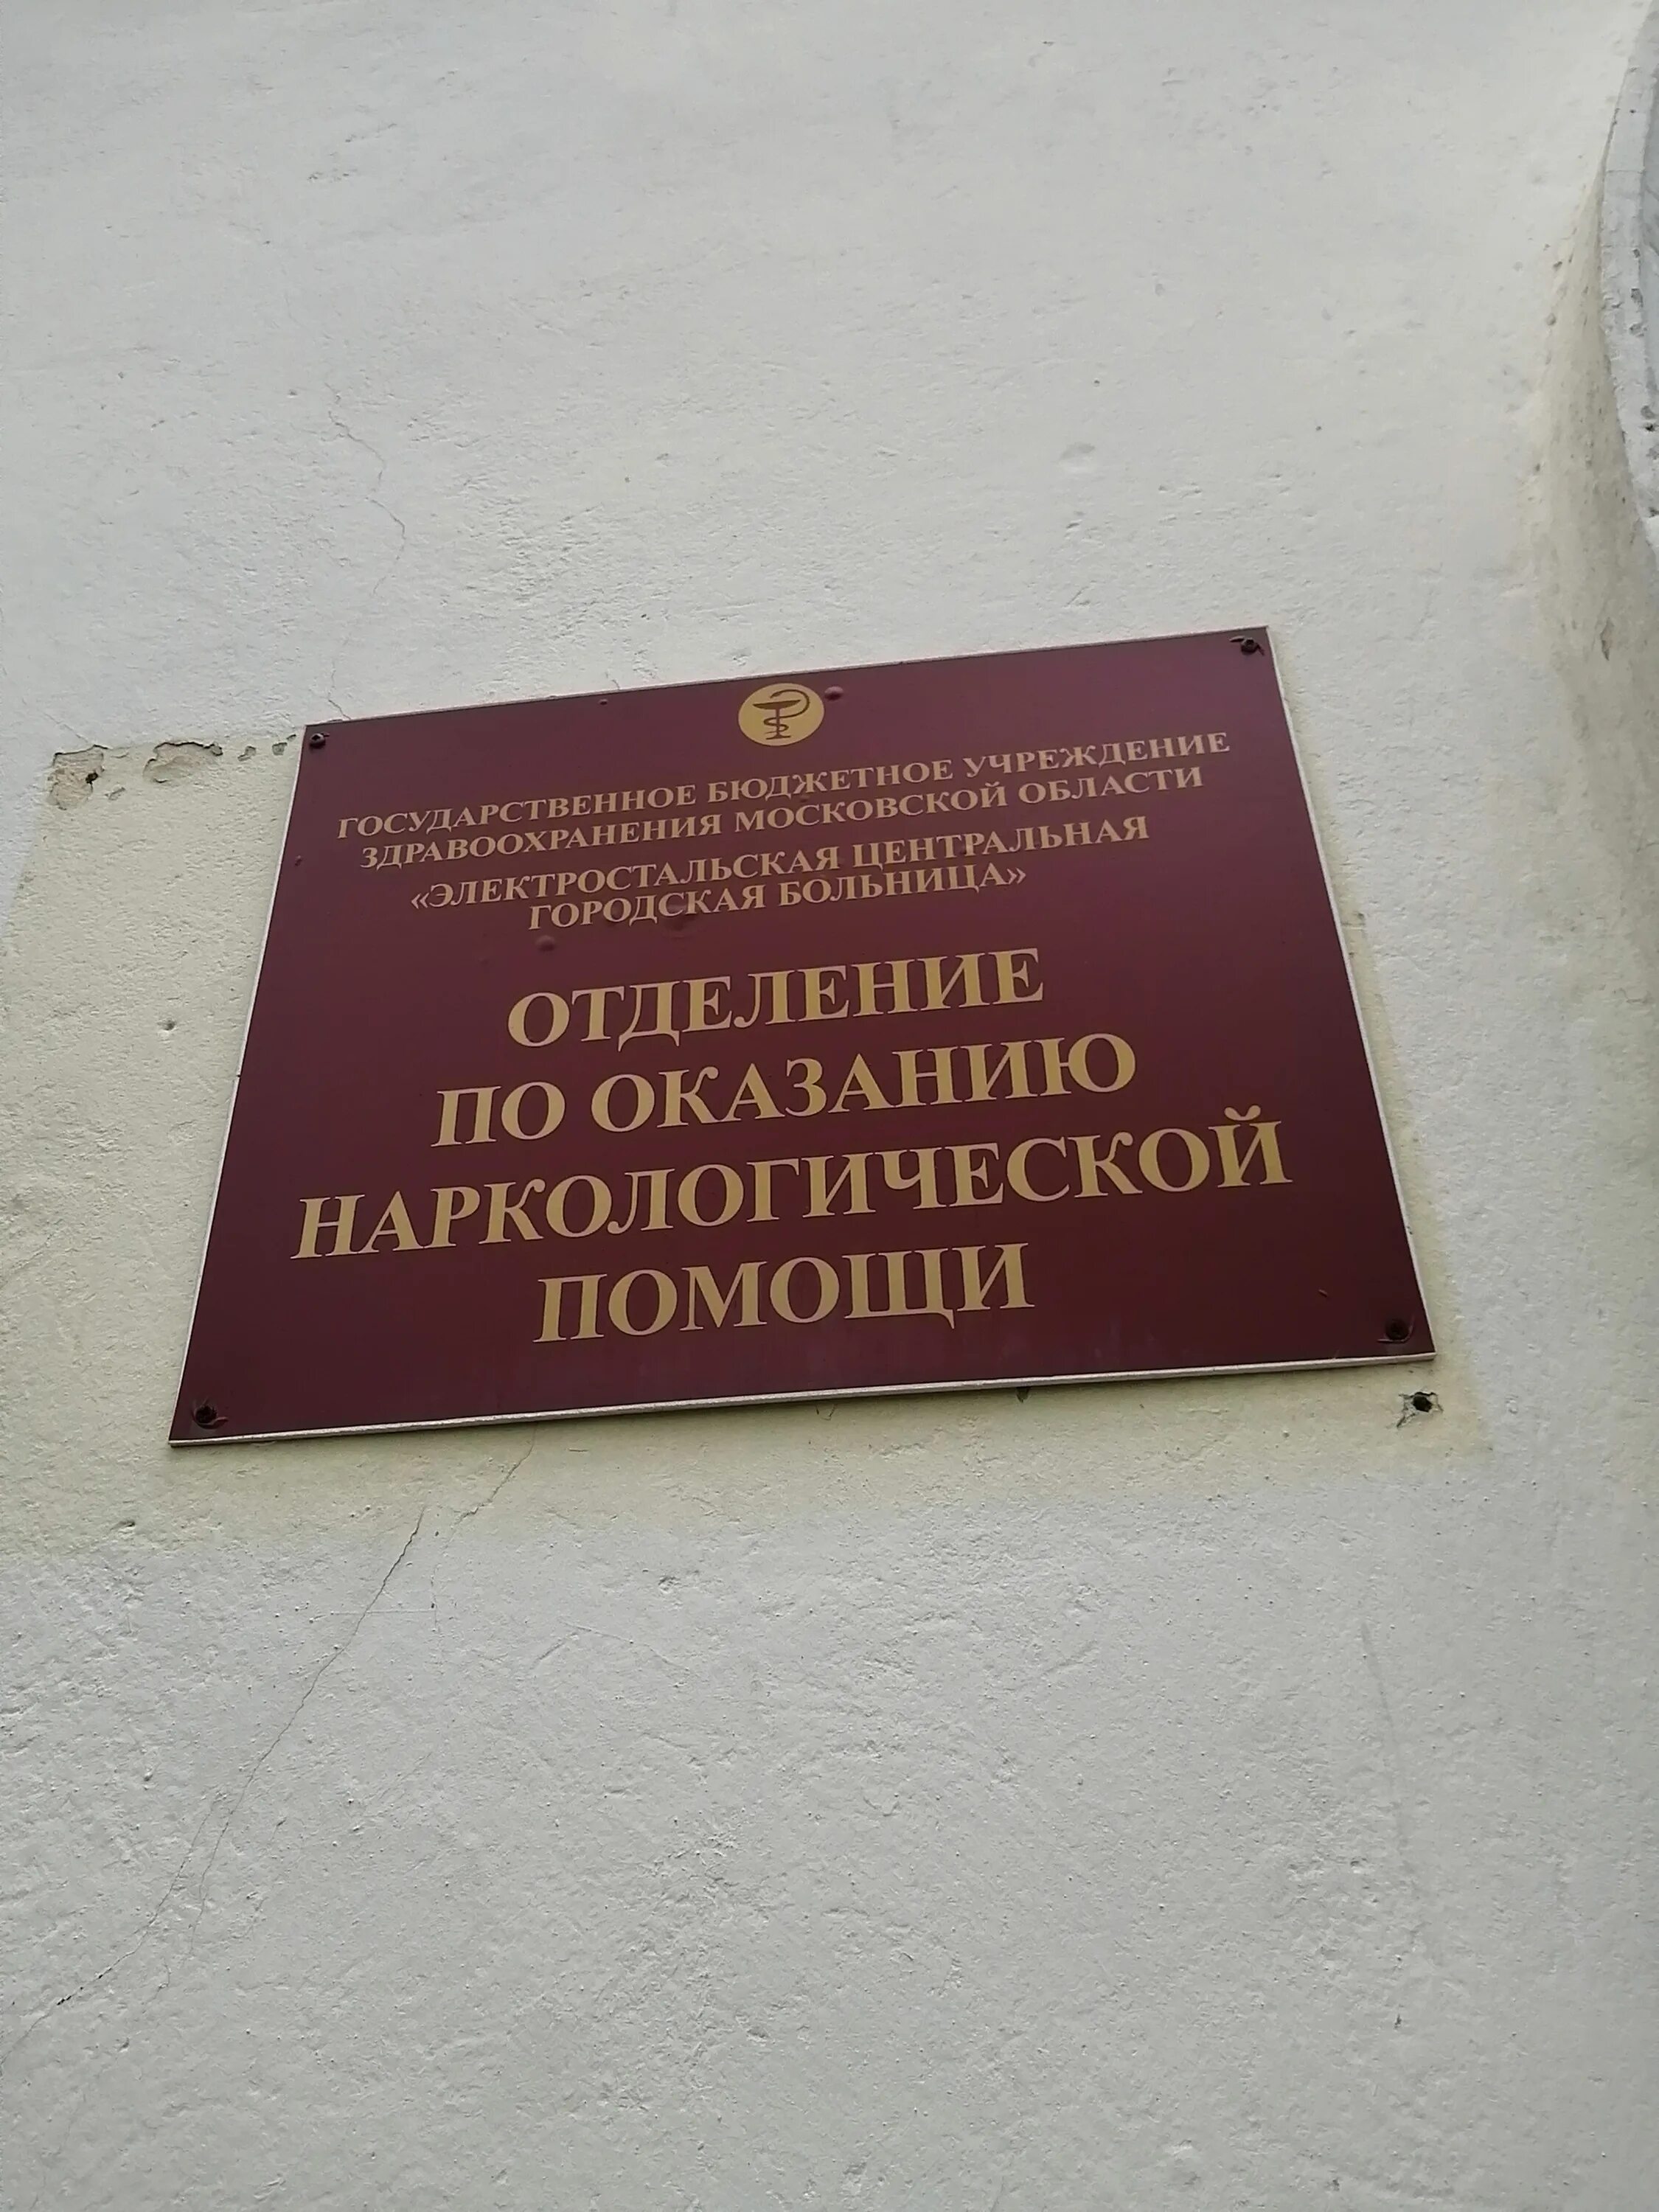 ГОСУДАРСТВЕННОЕ БЮДЖЕТНОЕ УЧРЕЖДЕНИЕ
ЗДРАВООХРАНЕНИЯ МОСКОВСКОЙ ОБЛАСТИ
«ЭЛЕКТРОСТАЛЬСКАЯ ЦЕНТРАЛЬНАЯ
ГОРОДСКАЯ БОЛЬНИЦА»
ОТДЕЛЕНИЕ
ПО ОКАЗАНИЮ
НАРКОЛОГИЧЕСКОЙ
ПОМОЩИ